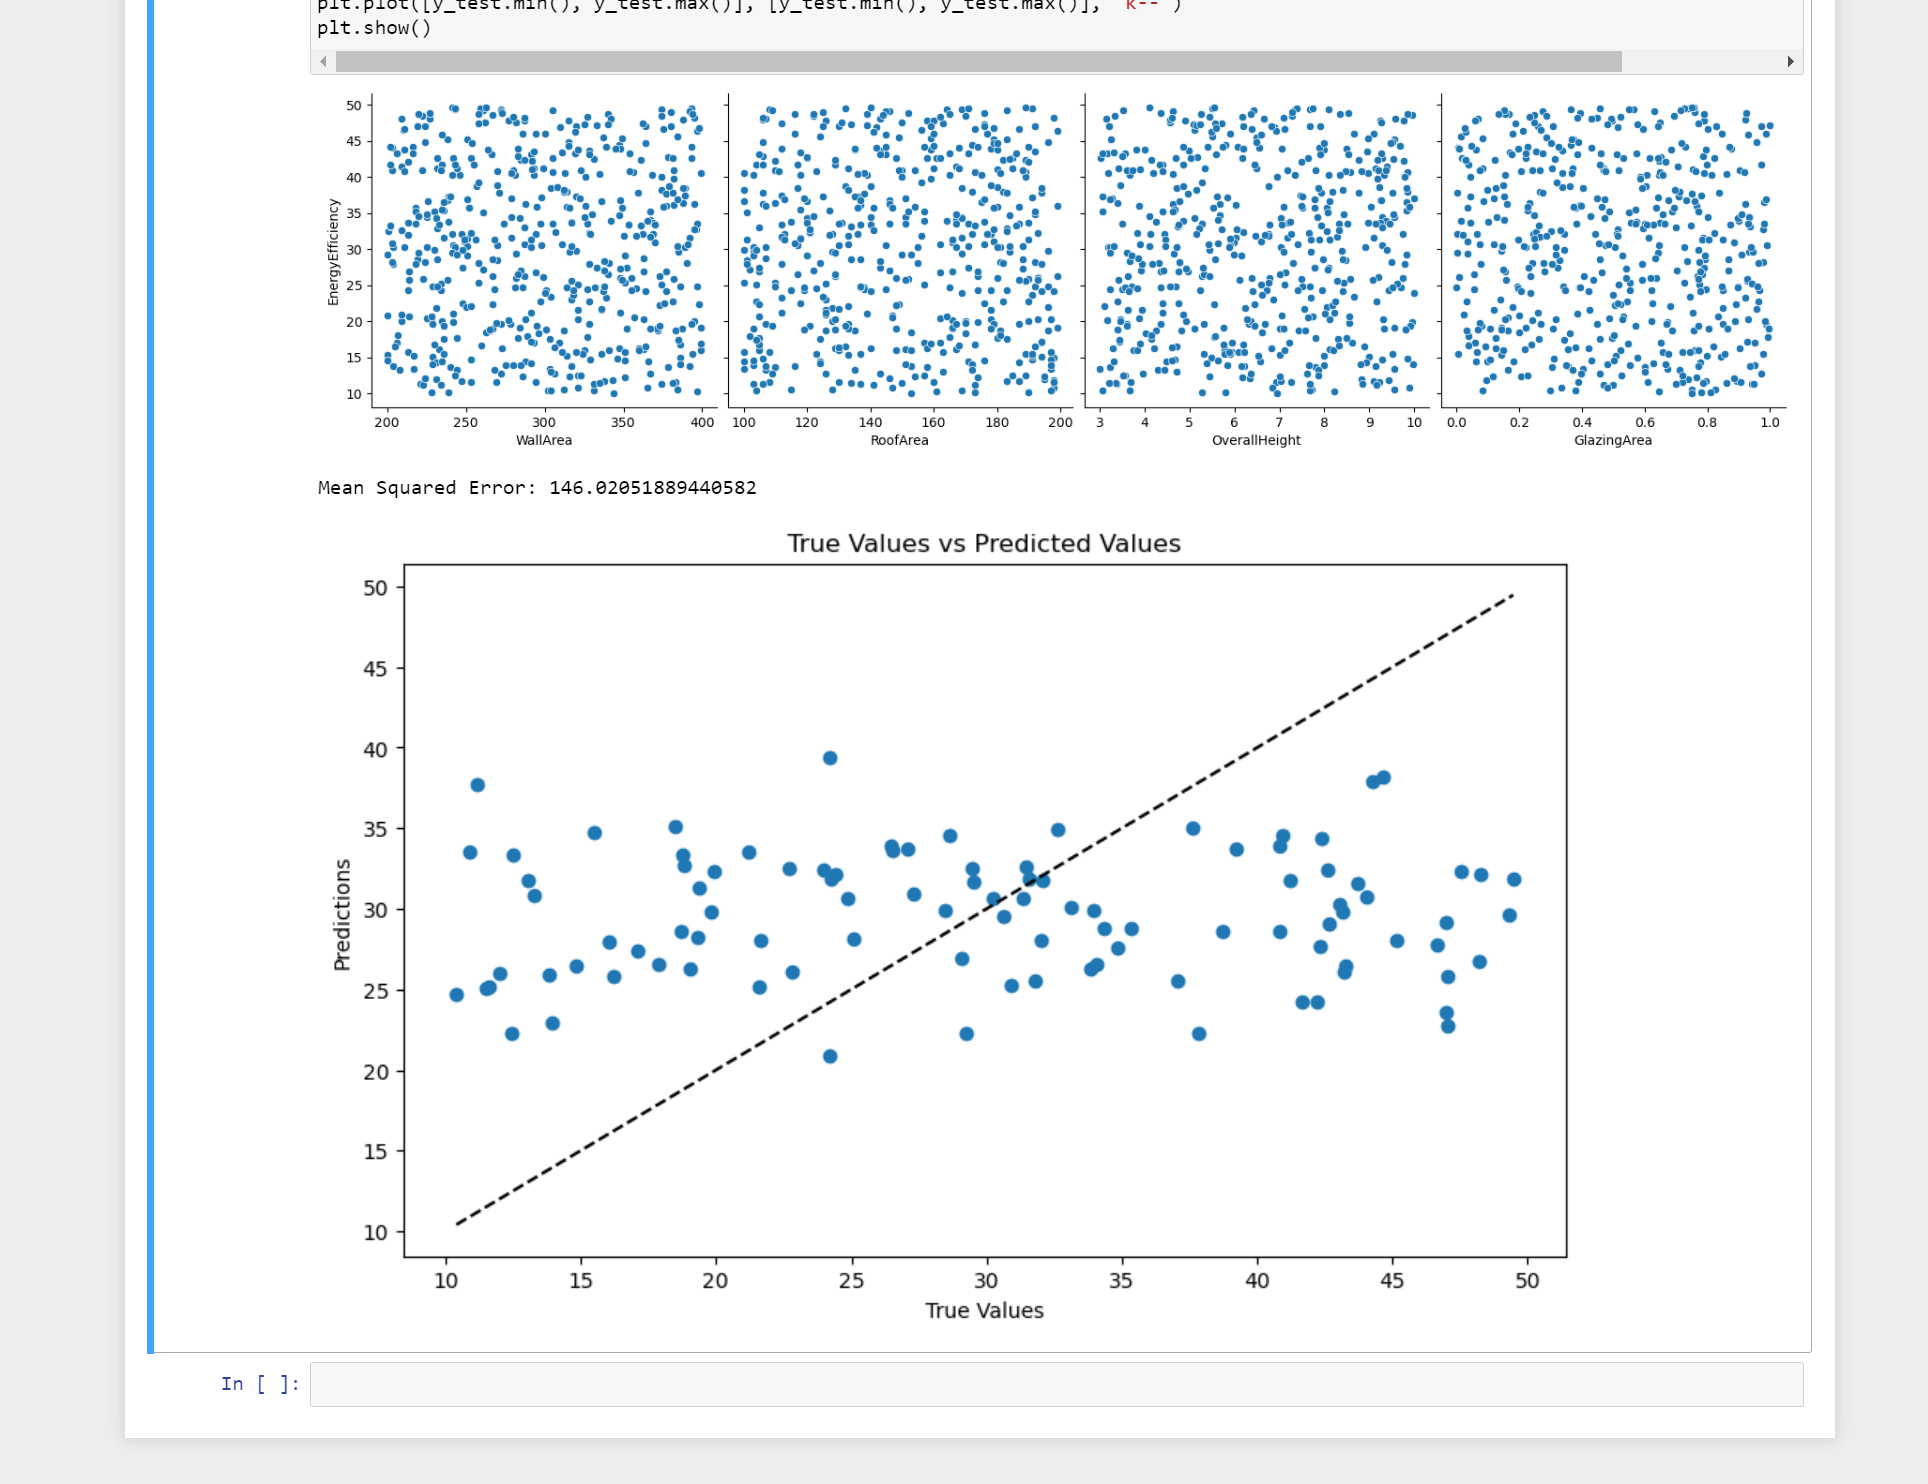 plt.plot([y_test.min(), y_test.max()], [y_test.min(), y_test.max()], 'k--')
plt.show()
50
45
40
35
30
25
20
15
10
EnergyEfficiency
200 250 300 350 400
WallArea
100 120 140 160 180 200
RoofArea
3 4 5 6 7 8 9 10
OverallHeight
0.0 0.2 0.4 0.6 0.8 1.0
GlazingArea
Mean Squared Error: 146.02051889440582
True Values vs Predicted Values
50
45
40
35
30
25
20
15
10
Predictions
10 15 20 25 30 35 40 45 50
True Values
In [ ]: